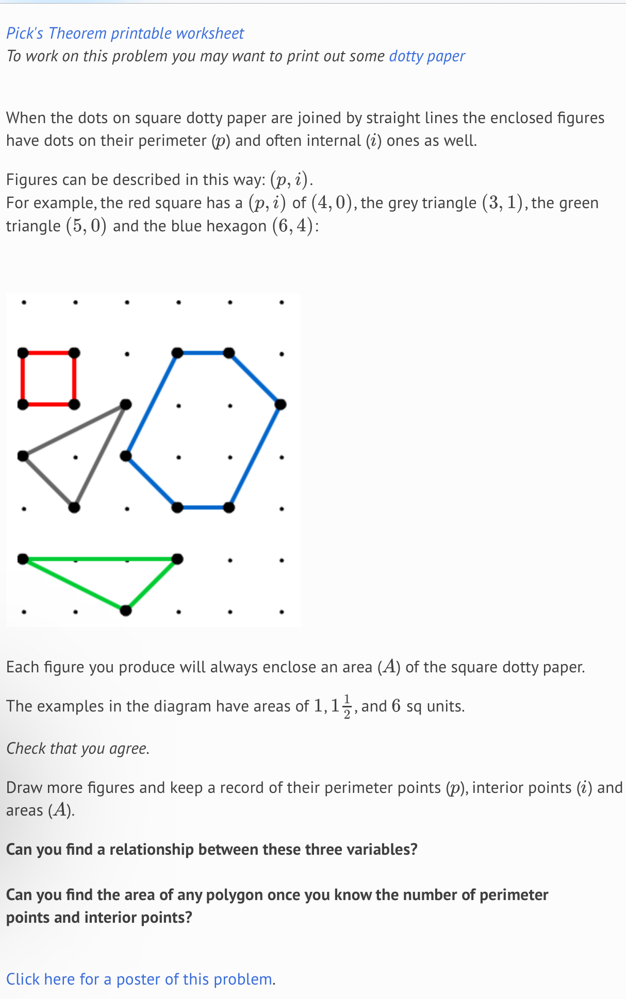 Pick's Theorem printable worksheet
To work on this problem you may want to print out some dotty paper
When the dots on square dotty paper are joined by straight lines the enclosed figures
have dots on their perimeter (p) and often internal (i) ones as well.
Figures can be described in this way: (p, i).
For example, the red square has a (p, i) of (4, 0), the grey triangle (3, 1), the green
triangle (5, 0) and the blue hexagon (6, 4):
Each figure you produce will always enclose an area (A) of the square dotty paper.
The examples in the diagram have areas of 1, 1 1/2, and 6 sq units.
Check that you agree.
Draw more figures and keep a record of their perimeter points (p), interior points (i) and
areas (A).
Can you find a relationship between these three variables?
Can you find the area of any polygon once you know the number of perimeter
points and interior points?
Click here for a poster of this problem.